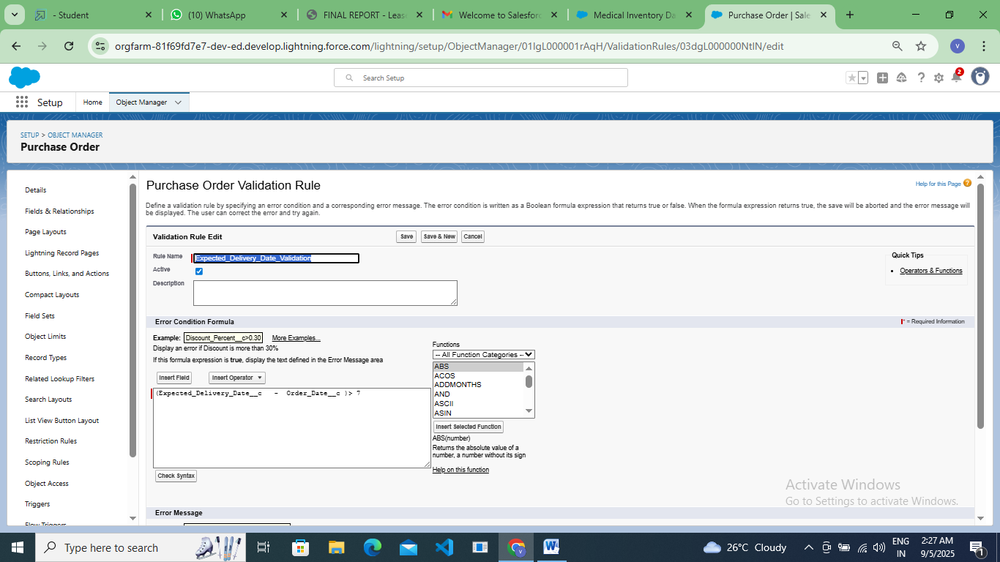 - Student
(10) WhatsApp
FINAL REPORT - Leas
Welcome to Salesforc
Medical Inventory Da
Purchase Order | Sale
orgfarm-81f69fd7e7-dev-ed.develop.lightning.force.com/lightning/setup/ObjectManager/01IgL000001rAqH/ValidationRules/03dgL000000NtIN/edit
V
Search Setup
2
Setup
Home
Object Manager
SETUP > OBJECT MANAGER
Purchase Order
Details
Fields & Relationships
Page Layouts
Lightning Record Pages
Buttons, Links, and Actions
Compact Layouts
Field Sets
Object Limits
Record Types
Related Lookup Filters
Search Layouts
List View Button Layout
Restriction Rules
Scoping Rules
Object Access
Triggers
Flow Triggers
Purchase Order Validation Rule
Help for this Page
Define a validation rule by specifying an error condition and a corresponding error message. The error condition is written as a Boolean formula expression that returns true or false. When the formula expression returns true, the save will be aborted and the error message will
be displayed. The user can correct the error and try again.
Validation Rule Edit
Save
Save & New
Cancel
Rule Name
Expected_Delivery_Date_Validation
Active
Description
Quick Tips
Operators & Functions
Error Condition Formula
= Required Information
Example:
Discount_Percent__c>0.30
More Examples...
Display an error if Discount is more than 30%
If this formula expression is true, display the text defined in the Error Message area
Insert Field
Insert Operator
(Expected_Delivery_Date__c - Order_Date__c )> 7
Check Syntax
Functions
-- All Function Categories --
ABS
ACOS
ADDMONTHS
AND
ASCII
ASIN
Insert Selected Function
ABS(number)
Returns the absolute value of a
number, a number without its sign
Help on this function
Error Message
Activate Windows
Go to Settings to activate Windows.
Type here to search
26°C Cloudy
ENG
IN
2:27 AM
9/5/2025
1